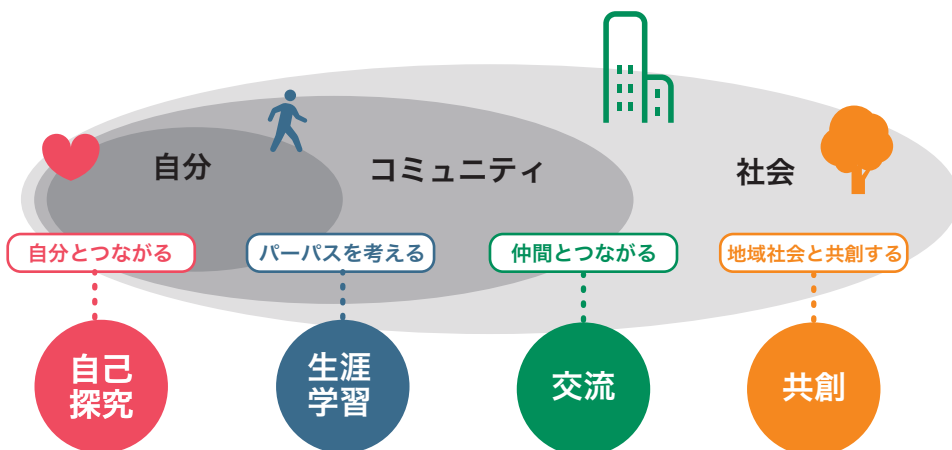 自分
コミュニティ
社会
自分とつながる
パーパスを考える
仲間とつながる
地域社会と共創する
自己
探究
生涯
学習
交流
共創